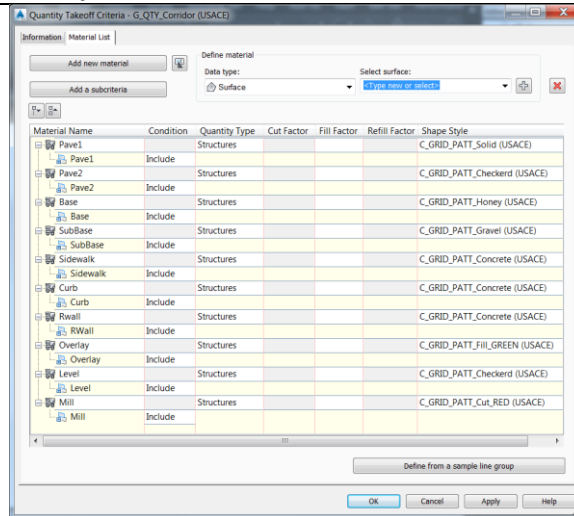 Quantity Takeoff Criteria - G_QTY_Corridor (USACE)
Information Material List
Add new material
Add a subcriteria
Define material
Data type:
Select surface:
Surface
<Type new or select>
Material Name Condition Quantity Type Cut Factor Fill Factor Refill Factor Shape Style
Pave1 Structures C_GRID_PATT_Solid (USACE)
Pave1 Include
Pave2 Structures C_GRID_PATT_Checkerd (USACE)
Pave2 Include
Base Structures C_GRID_PATT_Honey (USACE)
Base Include
SubBase Structures C_GRID_PATT_Gravel (USACE)
SubBase Include
Sidewalk Structures C_GRID_PATT_Concrete (USACE)
Sidewalk Include
Curb Structures C_GRID_PATT_Concrete (USACE)
Curb Include
Rwall Structures C_GRID_PATT_Concrete (USACE)
RWall Include
Overlay Structures C_GRID_PATT_Fill_GREEN (USACE)
Overlay Include
Level Structures C_GRID_PATT_Checkerd (USACE)
Level Include
Mill Structures C_GRID_PATT_Cut_RED (USACE)
Mill Include
Define from a sample line group
OK Cancel Apply Help